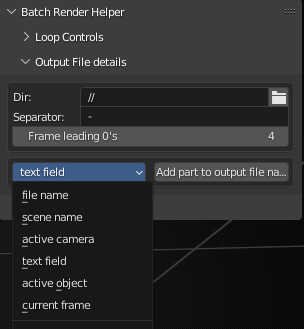 Batch Render Helper
Loop Controls
Output File details
Dir: //
Separator: -
Frame leading 0's 4
text field Add part to output file na...
file name
scene name
active camera
text field
active object
current frame